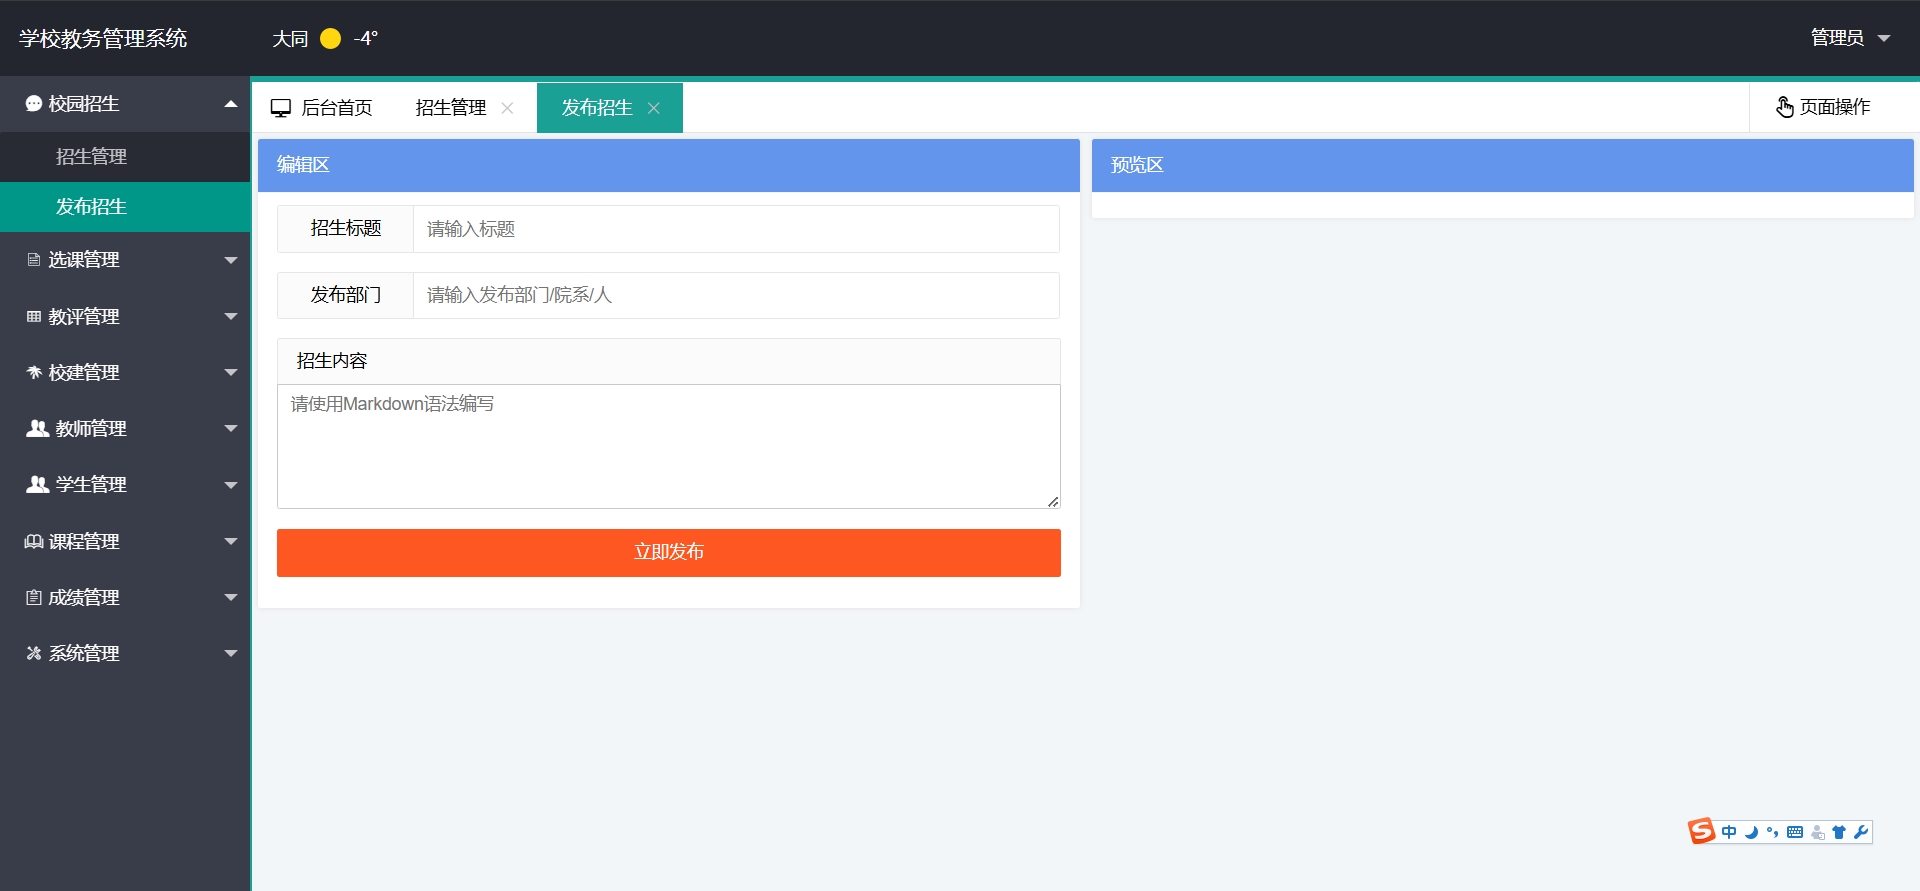 学校教务管理系统
大同 -4°
管理员
校园招生
招生管理
发布招生
选课管理
教评管理
校建管理
教师管理
学生管理
课程管理
成绩管理
系统管理
后台首页 招生管理 发布招生
页面操作
编辑区
招生标题 请输入标题
发布部门 请输入发布部门/院系/人
招生内容
请使用Markdown语法编写
立即发布
预览区
S 中